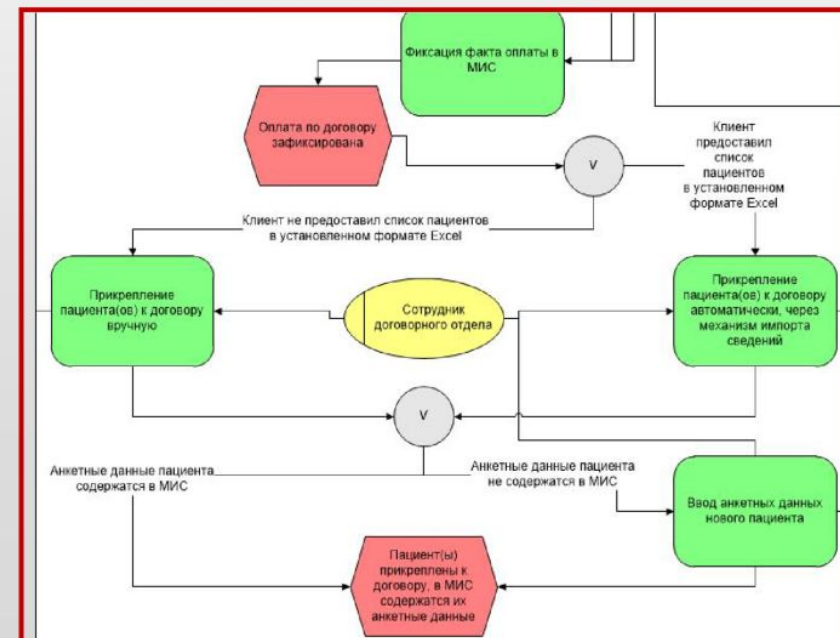 Фиксация факта оплаты в
МИС
Оплата по договору
зафиксирована
V
Клиент
предоставил
список
пациентов
в установленном
формате Excel
Клиент не предоставил список пациентов
в установленном формате Excel
Прикрепление
пациента(ов) к договору
вручную
Сотрудник
договорного отдела
Прикрепление
пациента(ов) к договору
автоматически, через
механизм импорта
сведений
V
Анкетные данные пациента
содержатся в МИС
Анкетные данные пациента
не содержатся в МИС
Ввод анкетных данных
нового пациента
Пациент(ы)
прикреплены к
договору, в МИС
содержатся их
анкетные данные